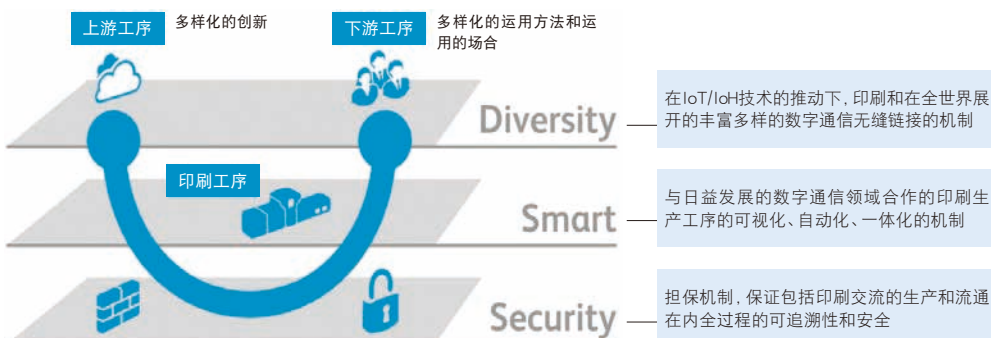 上游工序
多样化的创新
下游工序
多样化的运用方法和运
用的场合
Diversity
在IoT/IoH技术的推动下，印刷和在全世界展
开的丰富多样的数字通信无缝链接的机制
印刷工序
Smart
与日益发展的数字通信领域合作的印刷生
产工序的可视化、自动化、一体化的机制
Security
担保机制，保证包括印刷交流的生产和流通
在内全过程的可追溯性和安全